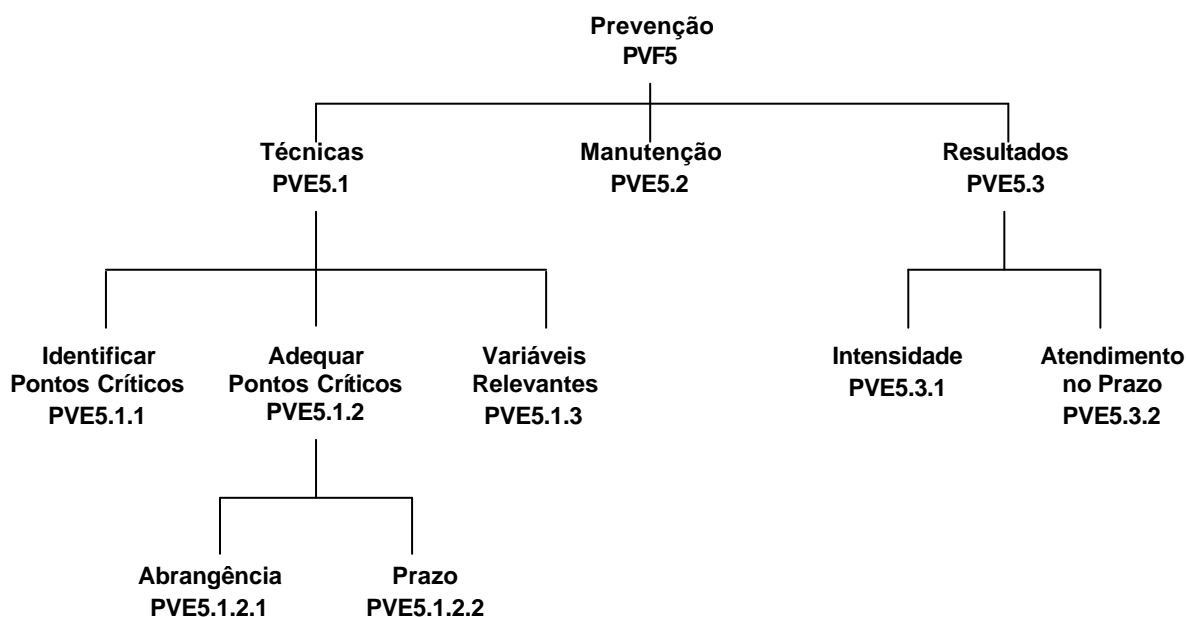 Prevenção
PVF5
Técnicas
PVE5.1
Manutenção
PVE5.2
Resultados
PVE5.3
Identificar
Pontos Críticos
PVE5.1.1
Adequar
Pontos Críticos
PVE5.1.2
Variáveis
Relevantes
PVE5.1.3
Intensidade
PVE5.3.1
Atendimento
no Prazo
PVE5.3.2
Abrangência
PVE5.1.2.1
Prazo
PVE5.1.2.2